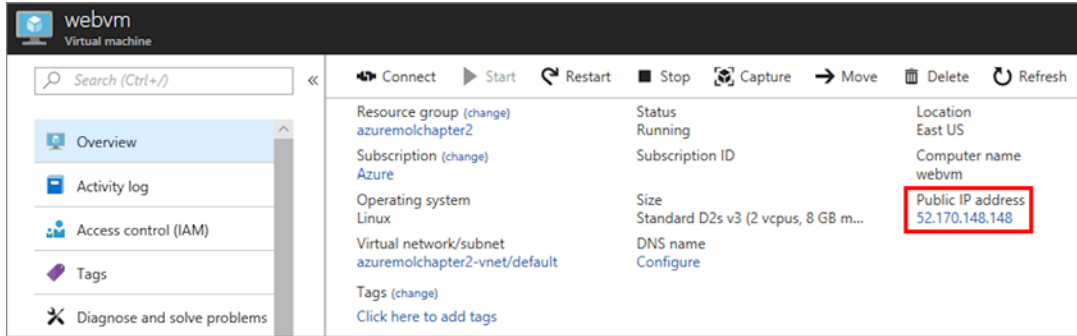 webvm
Virtual machine
Search (Ctrl+/)
«
Overview
Activity log
Access control (IAM)
Tags
Diagnose and solve problems
Connect Start Restart Stop Capture Move Delete Refresh
Resource group (change)
azuremolchapter2
Subscription (change)
Azure
Operating system
Linux
Virtual network/subnet
azuremolchapter2-vnet/default
Tags (change)
Click here to add tags
Status
Running
Subscription ID
Size
Standard D2s v3 (2 vcpus, 8 GB m...
DNS name
Configure
Location
East US
Computer name
webvm
Public IP address
52.170.148.148